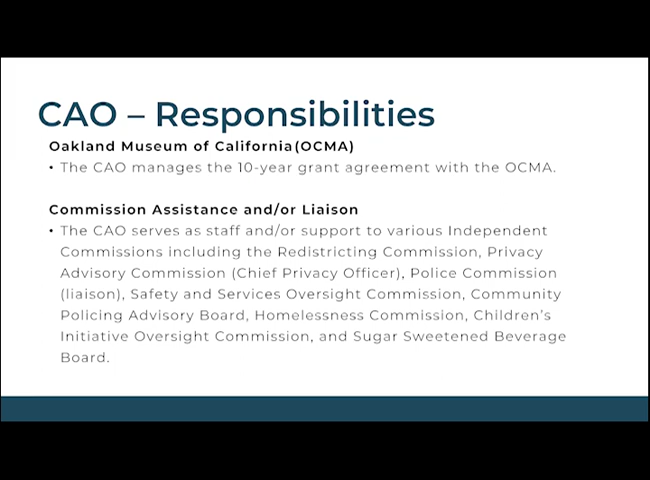 CAO – Responsibilities
Oakland Museum of California(OCMA)
• The CAO manages the 10-year grant agreement with the OCMA.
Commission Assistance and/or Liaison
• The CAO serves as staff and/or support to various Independent
Commissions including the Redistricting Commission, Privacy
Advisory Commission (Chief Privacy Officer), Police Commission
(liaison), Safety and Services Oversight Commission, Community
Policing Advisory Board, Homelessness Commission, Children’s
Initiative Oversight Commission, and Sugar Sweetened Beverage
Board.